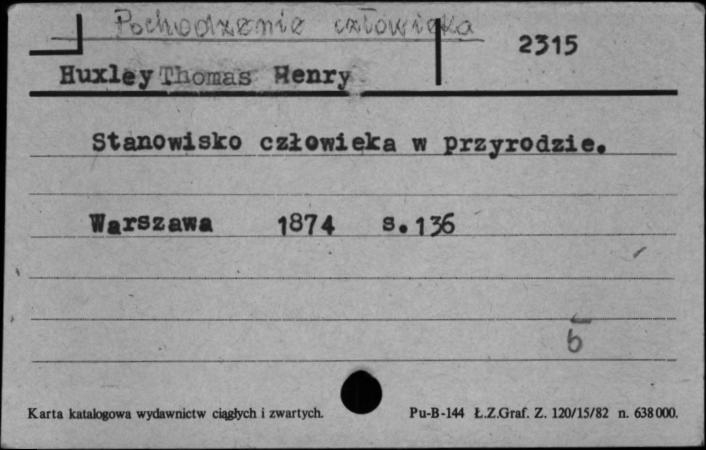 Pochodzenie człowieka
2315
Huxley Thomas Henry
Stanowisko człowieka w przyrodzie.
Warszawa 1874 s.136
b
Karta katalogowa wydawnictw ciągłych i zwartych. Pu-B-144 Ł.Z.Graf. Z. 120/15/82 n. 638000.